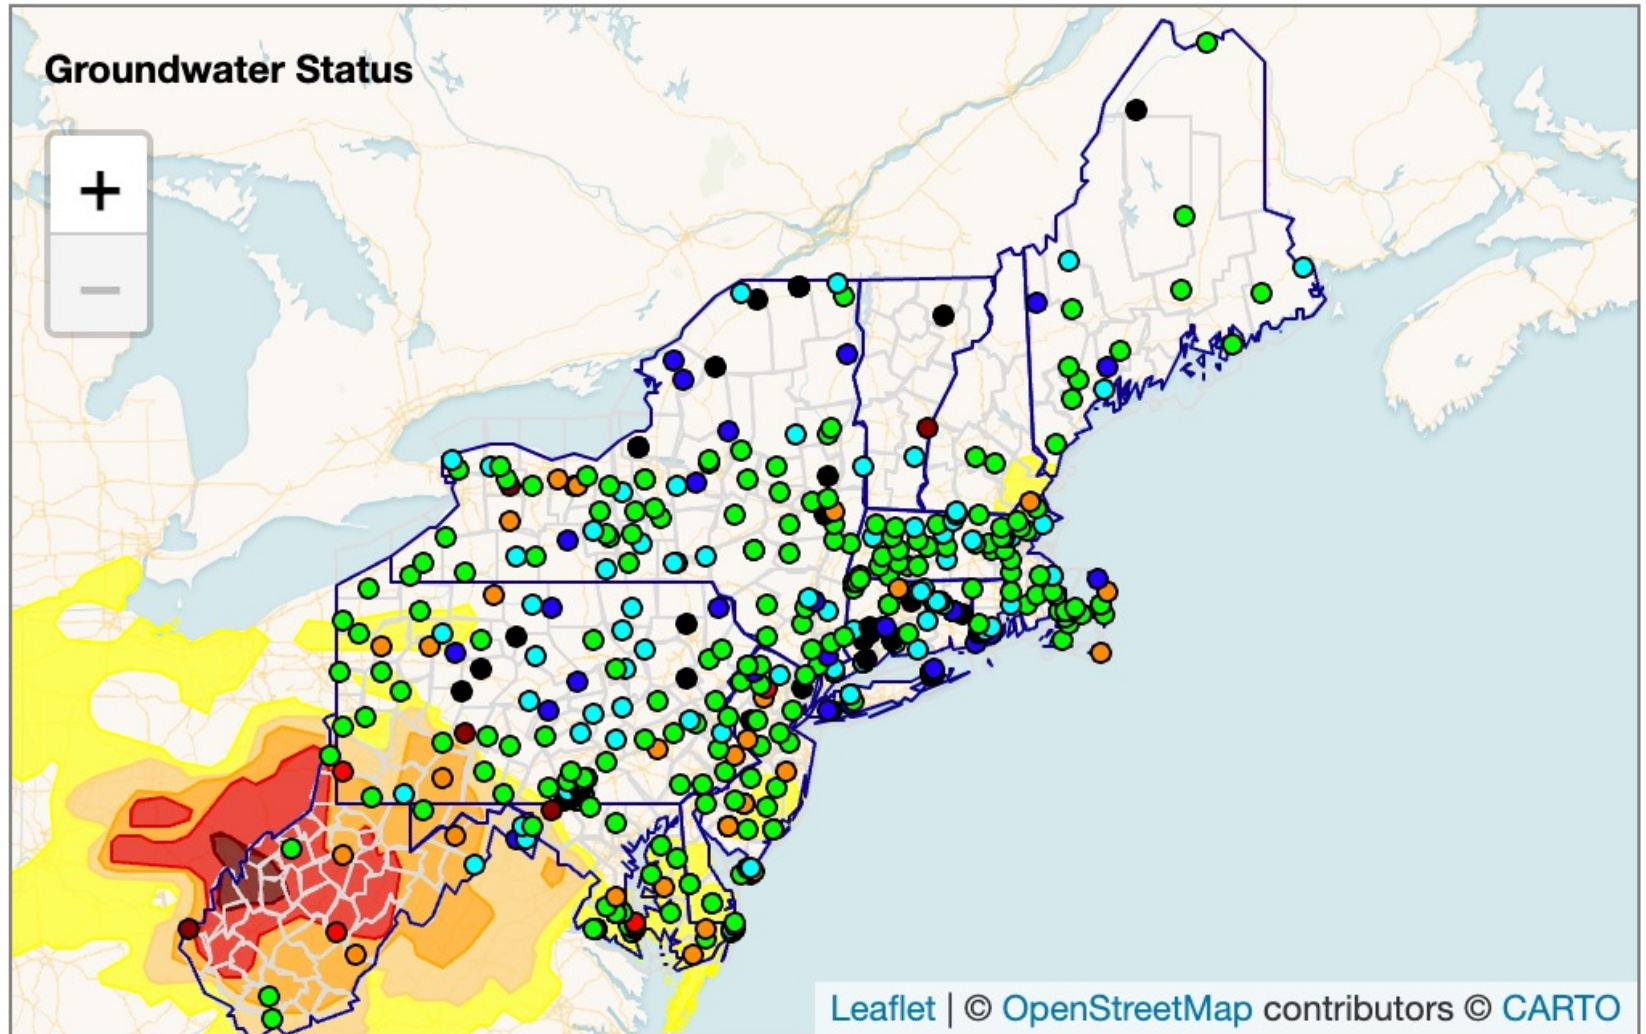 Groundwater Status
+
−
Leaflet | © OpenStreetMap contributors © CARTO